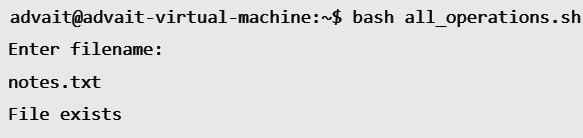 advait@advait-virtual-machine:~$ bash all_operations.sh
Enter filename:
notes.txt
File exists